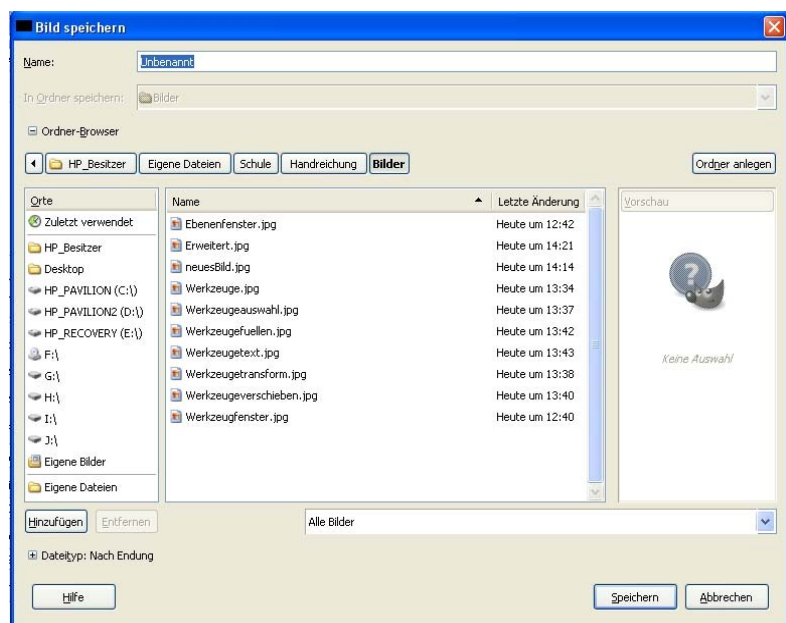 Bild speichern
Name: Unbenannt
In Ordner speichern: Bilder
Ordner-Browser
HP_Besitzer Eigene Dateien Schule Handreichung Bilder Ordner anlegen
Orte Name Letzte Änderung Vorschau
Zuletzt verwendet Ebenenfenster.jpg Heute um 12:42
HP_Besitzer Erweitert.jpg Heute um 14:21
Desktop neuesBild.jpg Heute um 14:14
HP_PAVILION (C:\) Werkzeuge.jpg Heute um 13:34
HP_PAVILION2 (D:\) Werkzeugeauswahl.jpg Heute um 13:37
HP_RECOVERY (E:\) Werkzeugefuellen.jpg Heute um 13:42
F:\ Werkzeugetext.jpg Heute um 13:43 Keine Auswahl
G:\ Werkzeugetransform.jpg Heute um 13:38
H:\ Werkzeugeverschieben.jpg Heute um 13:40
I:\ Werkzeugfenster.jpg Heute um 12:40
J:\
Eigene Bilder
Eigene Dateien
Hinzufügen Entfernen Alle Bilder
Dateityp: Nach Endung
Hilfe Speichern Abbrechen